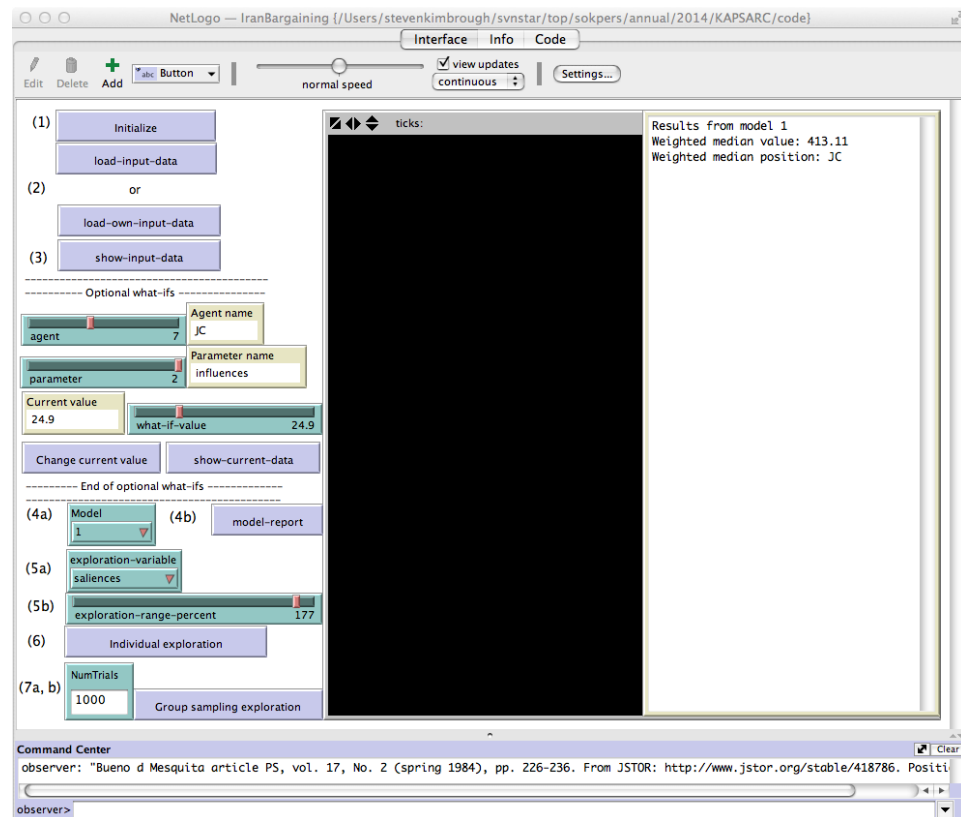 NetLogo — IranBargaining {/Users/stevenkimbrough/svnstar/top/sokpers/annual/2014/KAPSARC/code}
Interface Info Code
Edit Delete Add
abc Button
normal speed
view updates
continuous
Settings...
(1) Initialize
load-input-data
(2) or
load-own-input-data
(3) show-input-data
----------------------------------------
---------- Optional what-ifs ---------------
agent 7
Agent name
JC
parameter 2
Parameter name
influences
Current value
24.9
what-if-value 24.9
Change current value show-current-data
--------- End of optional what-ifs -------------
------------------------------------------
(4a) Model
1
(4b) model-report
(5a) exploration-variable
saliences
(5b) exploration-range-percent 177
(6) Individual exploration
(7a, b) NumTrials
1000
Group sampling exploration
ticks:
Results from model 1
Weighted median value: 413.11
Weighted median position: JC
Command Center Clear
observer: "Bueno d Mesquita article PS, vol. 17, No. 2 (spring 1984), pp. 226-236. From JSTOR: http://www.jstor.org/stable/418786. Positi
observer>